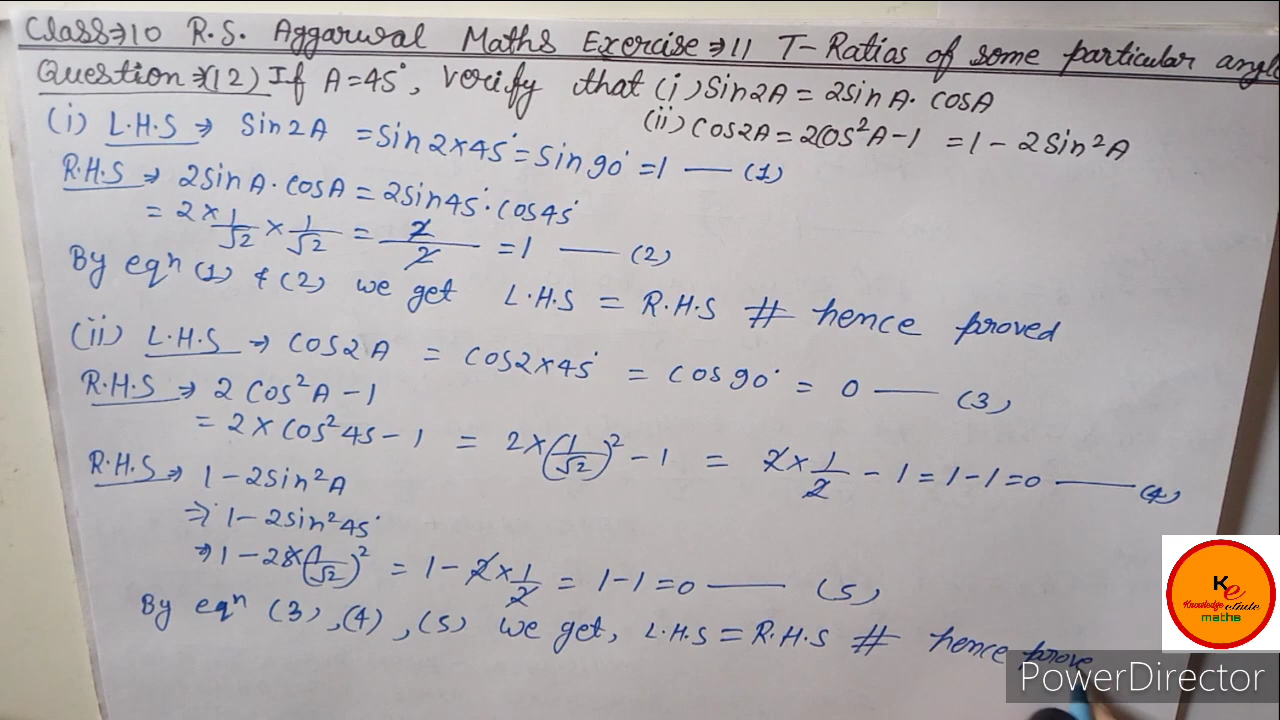 Class→10 R.S. Aggarwal Maths Exercise→11 T-Ratios of some particular angle
Question→(12) If A=45°, verify that (i) Sin2A = 2sinA·cosA
(ii) cos2A = 2cos²A-1 = 1-2Sin²A
(i) L.H.S → Sin2A = Sin2×45° = Sin90° = 1 — (1)
R.H.S → 2sinA·cosA = 2sin45°·cos45°
= 2×1/√2×1/√2 = 2/2 = 1 — (2)
By eqⁿ (1) & (2) we get L.H.S = R.H.S # hence proved
(ii) L.H.S → cos2A = cos2×45° = cos90° = 0 — (3)
R.H.S → 2cos²A-1
= 2×cos²45-1 = 2×(1/√2)²-1 = 2×1/2-1 = 1-1=0 — (4)
R.H.S → 1-2sin²A
⇒ 1-2sin²45°
→ 1-2×(1/√2)² = 1-2×1/2 = 1-1=0 — (5)
By eqⁿ (3), (4), (5) we get, L.H.S = R.H.S # hence prove
Ke
Knowledge
maths
PowerDirector